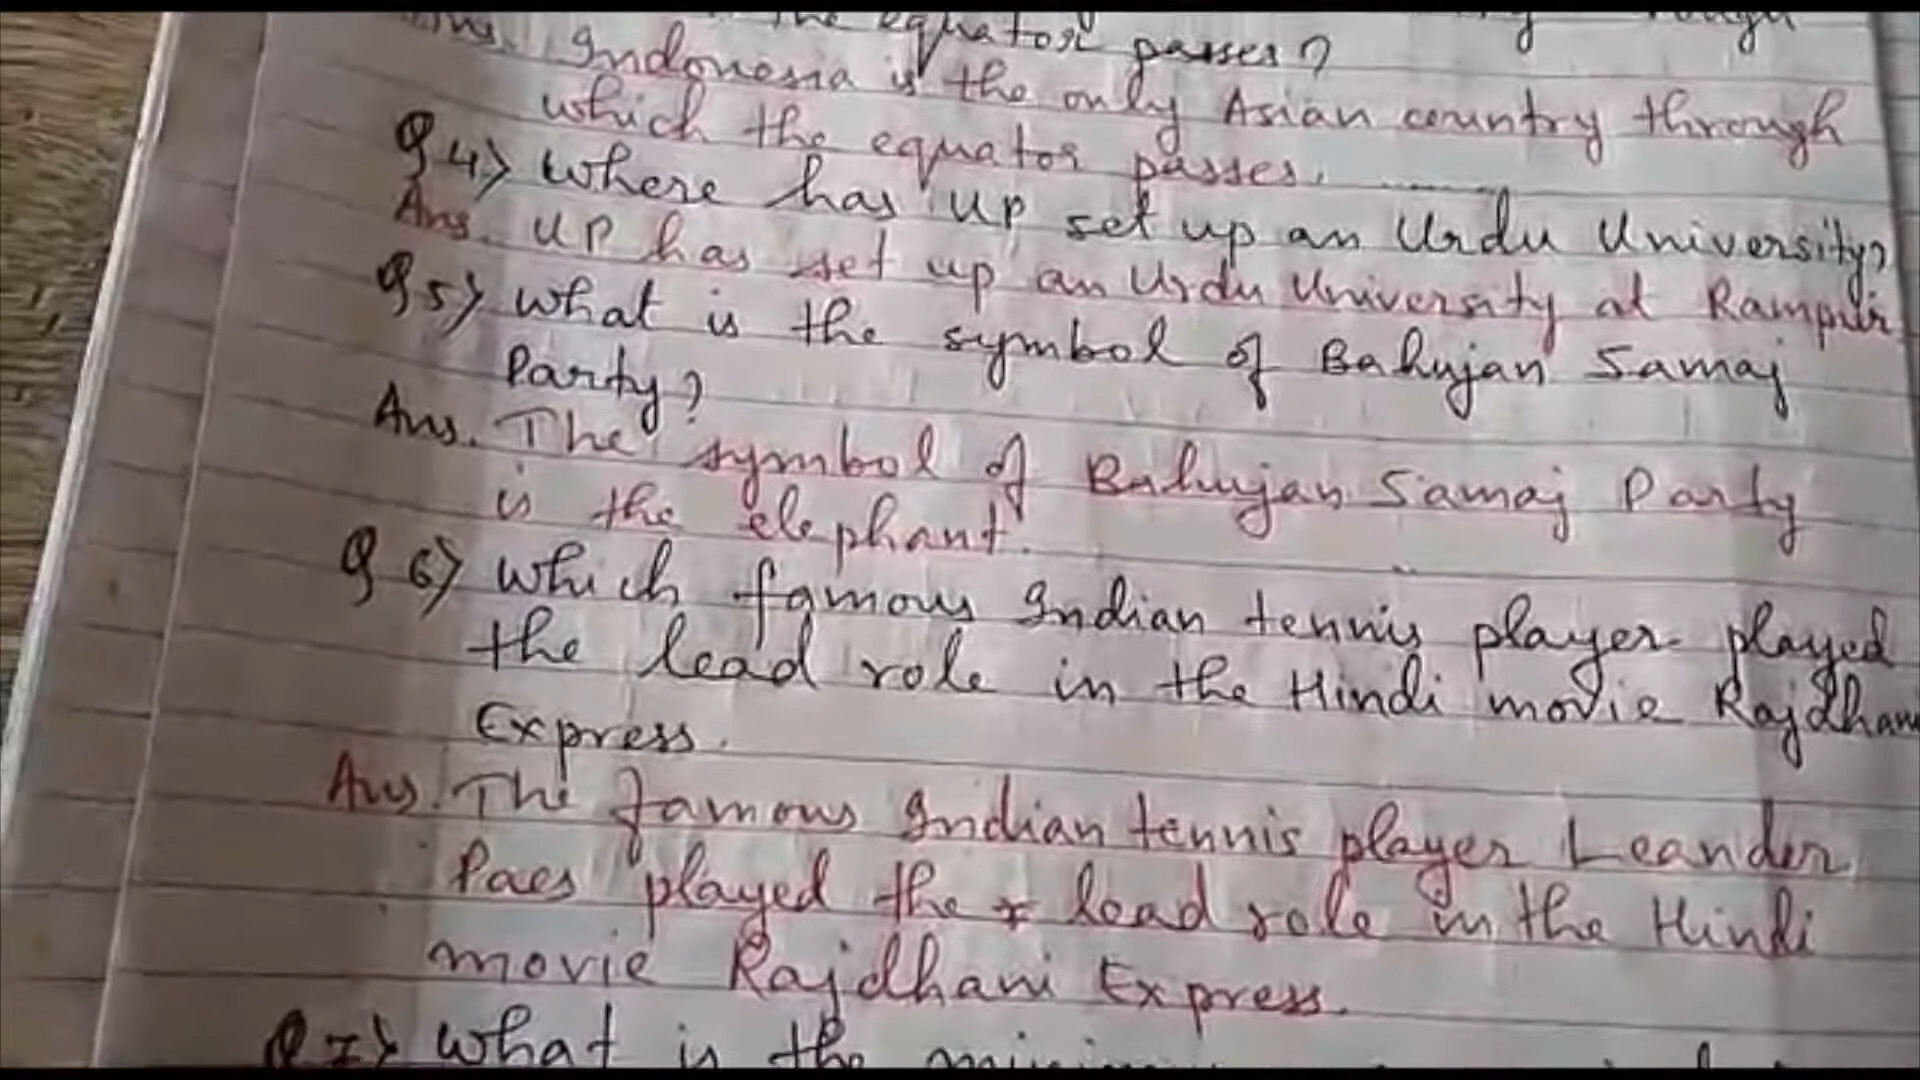 the equator passes?
Ans. Indonesia is the only Asian country through
which the equator passes.
Q4) Where has UP set up an Urdu University?
Ans. UP has set up an Urdu University at Rampur
Q5) What is the symbol of Bahujan Samaj
Party?
Ans. The symbol of Bahujan Samaj Party
is the elephant.
Q6) Which famous Indian tennis player played
the lead role in the Hindi movie Rajdhani
Express.
Ans. The famous Indian tennis player Leander
Paes played the lead role in the Hindi
movie Rajdhani Express.
Q7) What is the